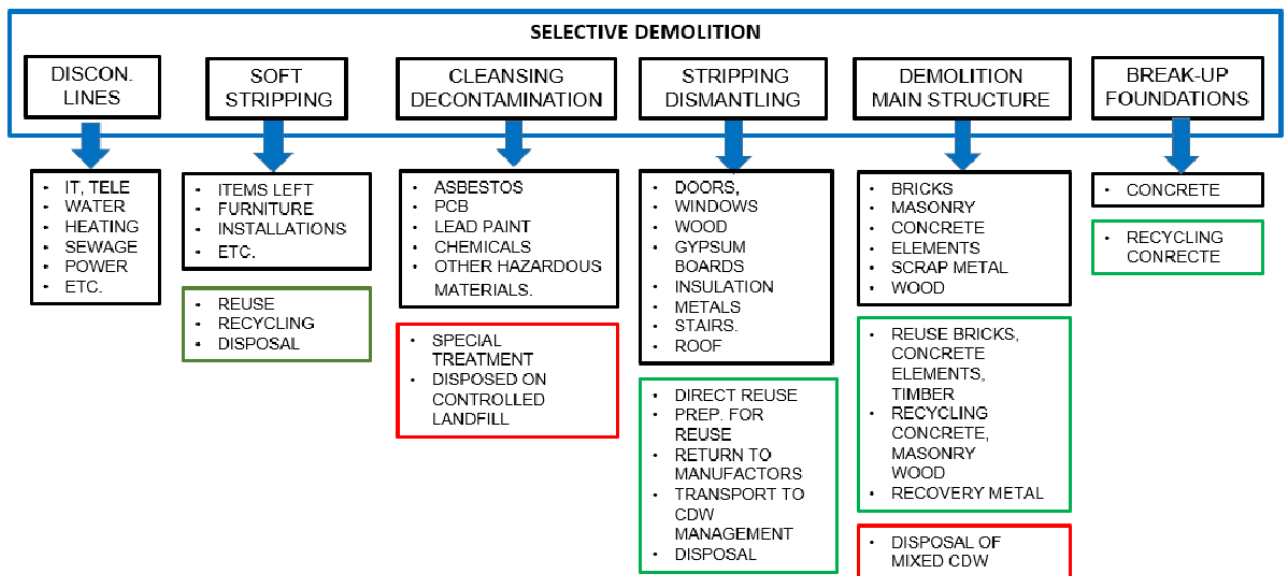 SELECTIVE DEMOLITION
DISCON.
LINES
SOFT
STRIPPING
CLEANSING
DECONTAMINATION
STRIPPING
DISMANTLING
DEMOLITION
MAIN STRUCTURE
BREAK-UP
FOUNDATIONS
• IT, TELE
• WATER
• HEATING
• SEWAGE
• POWER
• ETC.
• ITEMS LEFT
• FURNITURE
• INSTALLATIONS
• ETC.
• REUSE
• RECYCLING
• DISPOSAL
• ASBESTOS
• PCB
• LEAD PAINT
• CHEMICALS
• OTHER HAZARDOUS
MATERIALS.
• SPECIAL
TREATMENT
• DISPOSED ON
CONTROLLED
LANDFILL
• DOORS,
• WINDOWS
• WOOD
• GYPSUM
BOARDS
• INSULATION
• METALS
• STAIRS.
• ROOF
• DIRECT REUSE
• PREP. FOR
REUSE
• RETURN TO
MANUFACTORS
• TRANSPORT TO
CDW
MANAGEMENT
• DISPOSAL
• BRICKS
• MASONRY
• CONCRETE
• ELEMENTS
• SCRAP METAL
• WOOD
• REUSE BRICKS,
CONCRETE
ELEMENTS,
TIMBER
• RECYCLING
CONCRETE,
MASONRY
WOOD
• RECOVERY METAL
• DISPOSAL OF
MIXED CDW
• CONCRETE
• RECYCLING
CONRECTE